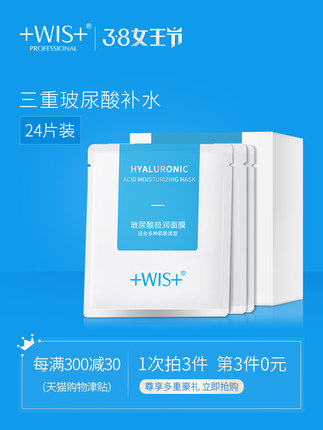 +WIS+®
PROFESSIONAL
3.8女王节
三重玻尿酸补水
24片装
HYALURONIC
ACID MOISTURIZING MASK
玻尿酸极润面膜
适合多种肌肤类型
+WIS+®
每满300减30
(天猫购物津贴)
1次拍3件 第3件0元
尊享多重豪礼 立即抢购